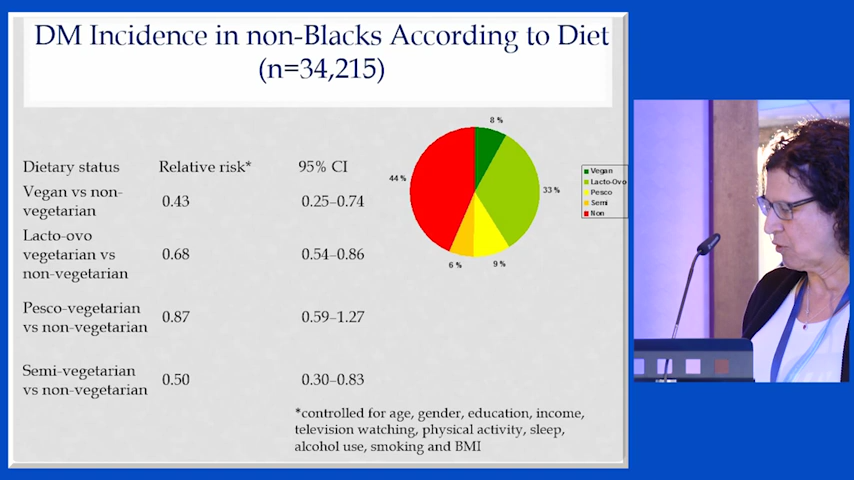 DM Incidence in non-Blacks According to Diet
(n=34,215)
Dietary status Relative risk* 95% CI
Vegan vs non-
vegetarian 0.43 0.25–0.74
Lacto-ovo
vegetarian vs
non-vegetarian 0.68 0.54–0.86
Pesco-vegetarian
vs non-vegetarian 0.87 0.59–1.27
Semi-vegetarian
vs non-vegetarian 0.50 0.30–0.83
8 %
33 %
9 %
6 %
44 %
Vegan
Lacto-Ovo
Pesco
Semi
Non
*controlled for age, gender, education, income,
television watching, physical activity, sleep,
alcohol use, smoking and BMI